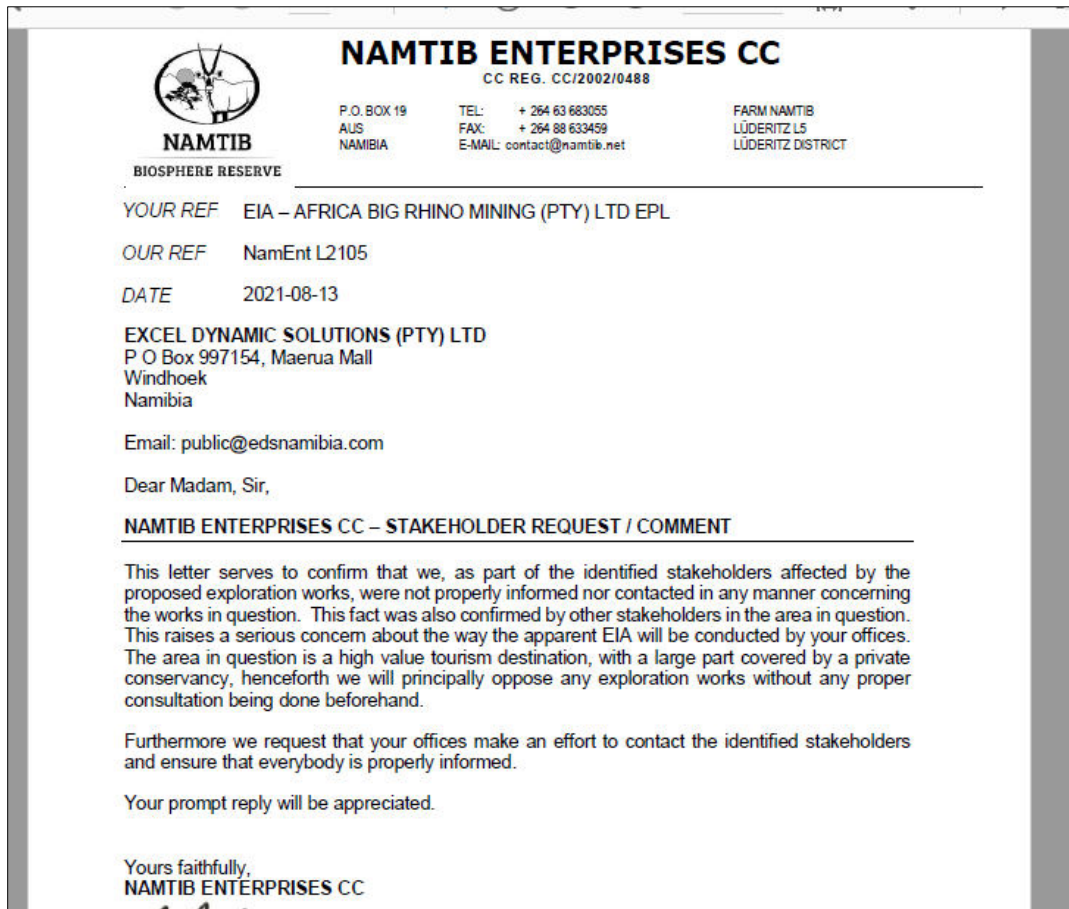 NAMTIB ENTERPRISES CC
CC REG. CC/2002/0488
NAMTIB
BIOSPHERE RESERVE
P.O. BOX 19
AUS
NAMIBIA
TEL: + 264 63 683055
FAX: + 264 88 633459
E-MAIL: contact@namtib.net
FARM NAMTIB
LÜDERITZ L5
LÜDERITZ DISTRICT
YOUR REF EIA – AFRICA BIG RHINO MINING (PTY) LTD EPL
OUR REF NamEnt L2105
DATE 2021-08-13
EXCEL DYNAMIC SOLUTIONS (PTY) LTD
P O Box 997154, Maerua Mall
Windhoek
Namibia
Email: public@edsnamibia.com
Dear Madam, Sir,
NAMTIB ENTERPRISES CC – STAKEHOLDER REQUEST / COMMENT
This letter serves to confirm that we, as part of the identified stakeholders affected by the
proposed exploration works, were not properly informed nor contacted in any manner concerning
the works in question. This fact was also confirmed by other stakeholders in the area in question.
This raises a serious concern about the way the apparent EIA will be conducted by your offices.
The area in question is a high value tourism destination, with a large part covered by a private
conservancy, henceforth we will principally oppose any exploration works without any proper
consultation being done beforehand.
Furthermore we request that your offices make an effort to contact the identified stakeholders
and ensure that everybody is properly informed.
Your prompt reply will be appreciated.
Yours faithfully,
NAMTIB ENTERPRISES CC